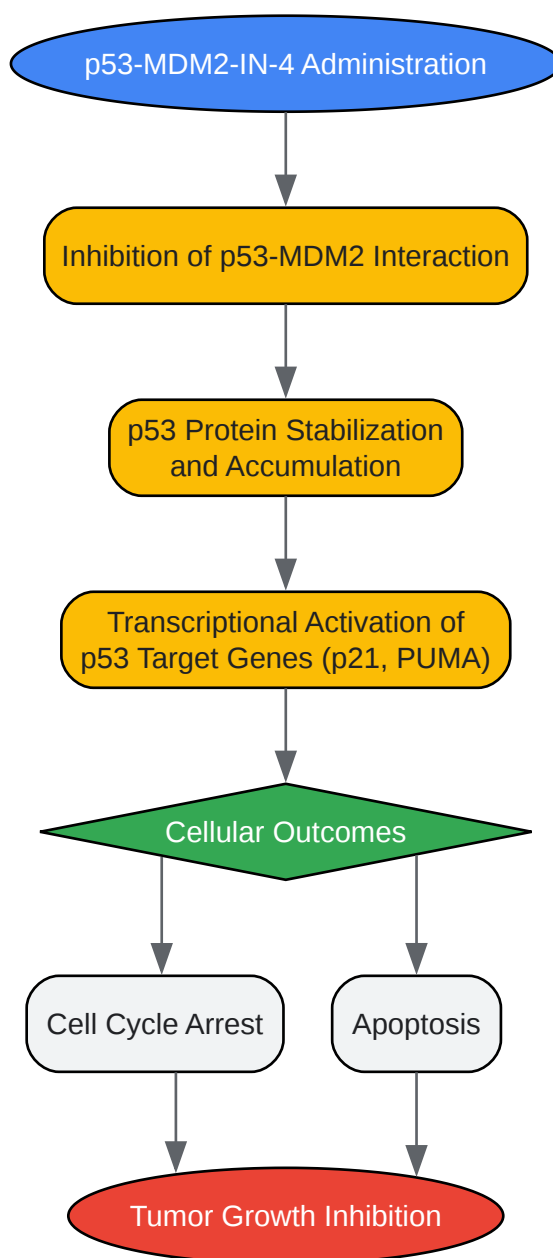 p53-MDM2-IN-4 Administration
Inhibition of p53-MDM2 Interaction
p53 Protein Stabilization
and Accumulation
Transcriptional Activation of
p53 Target Genes (p21, PUMA)
Cellular Outcomes
Cell Cycle Arrest
Apoptosis
Tumor Growth Inhibition